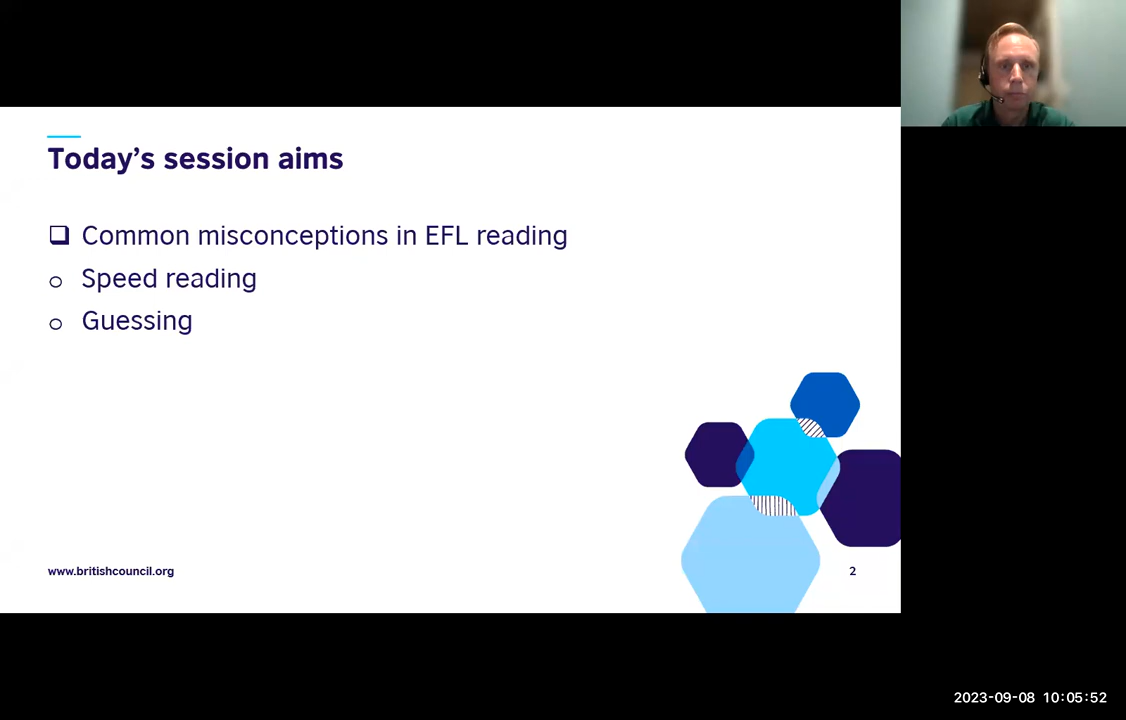 Today’s session aims
❑ Common misconceptions in EFL reading
o Speed reading
o Guessing
www.britishcouncil.org
2
2023-09-08 10:05:52